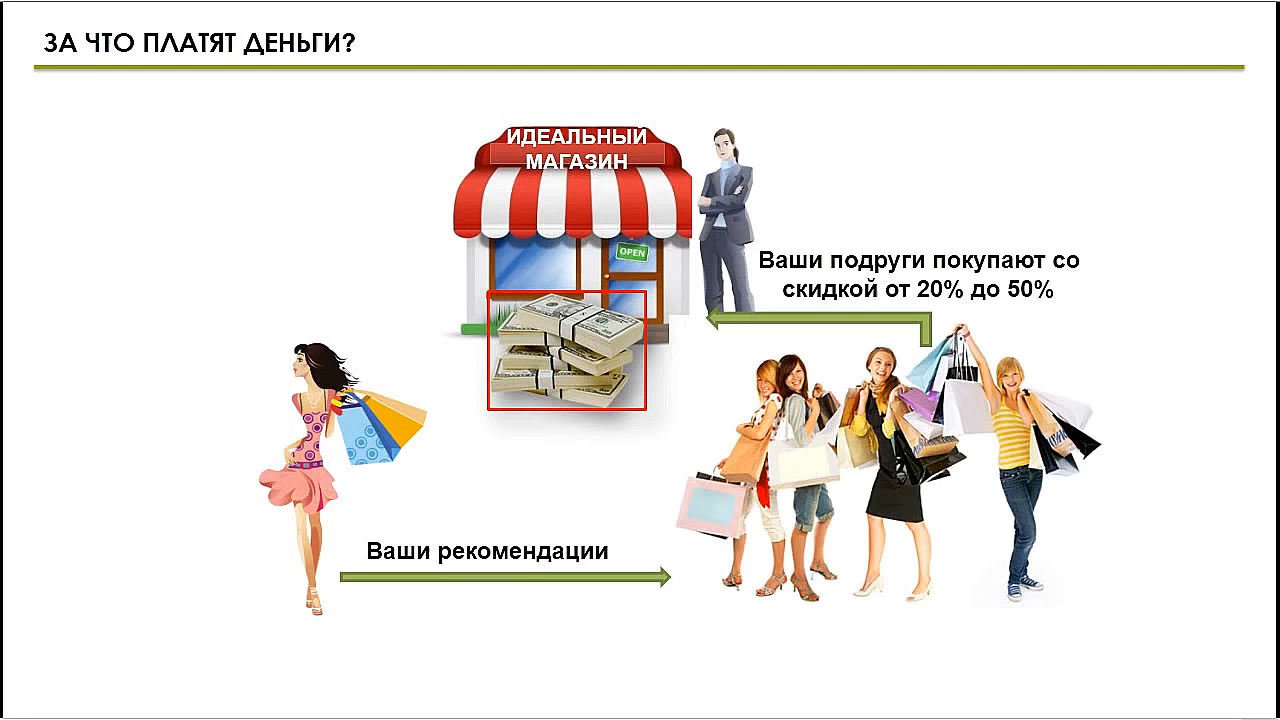 ЗА ЧТО ПЛАТЯТ ДЕНЬГИ?
ИДЕАЛЬНЫЙ
МАГАЗИН
OPEN
Ваши подруги покупают со
скидкой от 20% до 50%
Ваши рекомендации